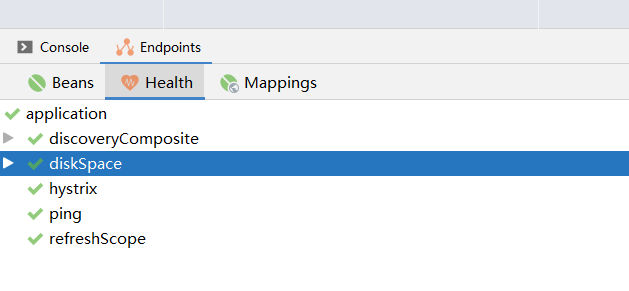 Console Endpoints
Beans Health Mappings
application
discoveryComposite
diskSpace
hystrix
ping
refreshScope